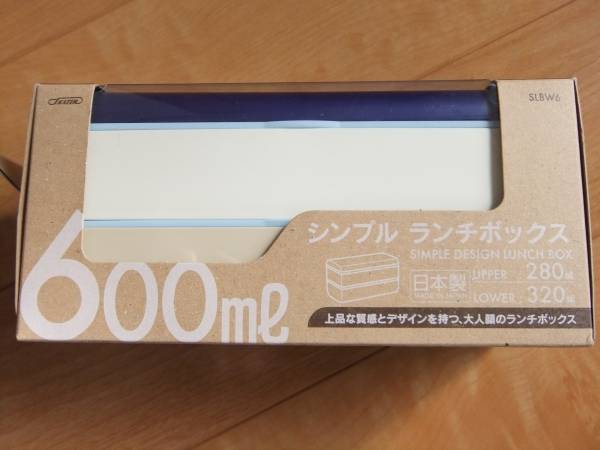 SKATER
SLBW6
シンプル ランチボックス
SIMPLE DESIGN LUNCH BOX
日本製
MADE IN JAPAN
UPPER : 280ml
LOWER : 320ml
600ml
上品な質感とデザインを持つ、大人顔のランチボックス